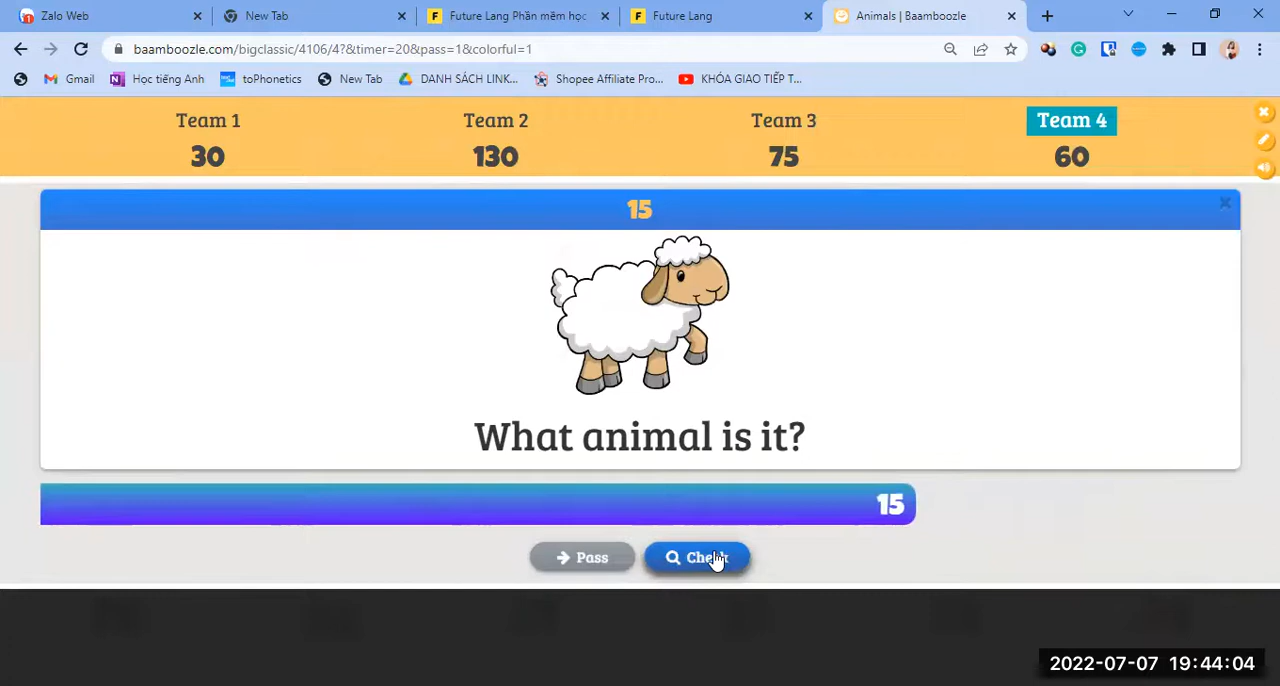 Zalo Web
New Tab
Future Lang Phần mềm học
Future Lang
Animals | Baamboozle
baamboozle.com/bigclassic/4106/4?&timer=20&pass=1&colorful=1
Gmail
Học tiếng Anh
toPhonetics
New Tab
DANH SÁCH LINK...
Shopee Affiliate Pro...
KHÓA GIAO TIẾP T...
Team 1
Team 2
Team 3
Team 4
30
130
75
60
15
What animal is it?
15
Pass
Check
2022-07-07 19:44:04